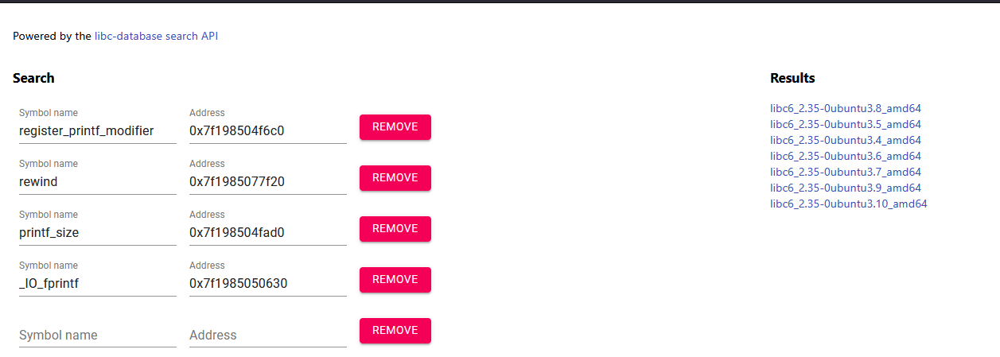 Powered by the libc-database search API
Search
Symbol name Address
register_printf_modifier 0x7f198504f6c0 REMOVE
Symbol name Address
rewind 0x7f1985077f20 REMOVE
Symbol name Address
printf_size 0x7f198504fad0 REMOVE
Symbol name Address
_IO_fprintf 0x7f1985050630 REMOVE
Symbol name Address REMOVE
Results
libc6_2.35-0ubuntu3.8_amd64
libc6_2.35-0ubuntu3.5_amd64
libc6_2.35-0ubuntu3.4_amd64
libc6_2.35-0ubuntu3.6_amd64
libc6_2.35-0ubuntu3.7_amd64
libc6_2.35-0ubuntu3.9_amd64
libc6_2.35-0ubuntu3.10_amd64